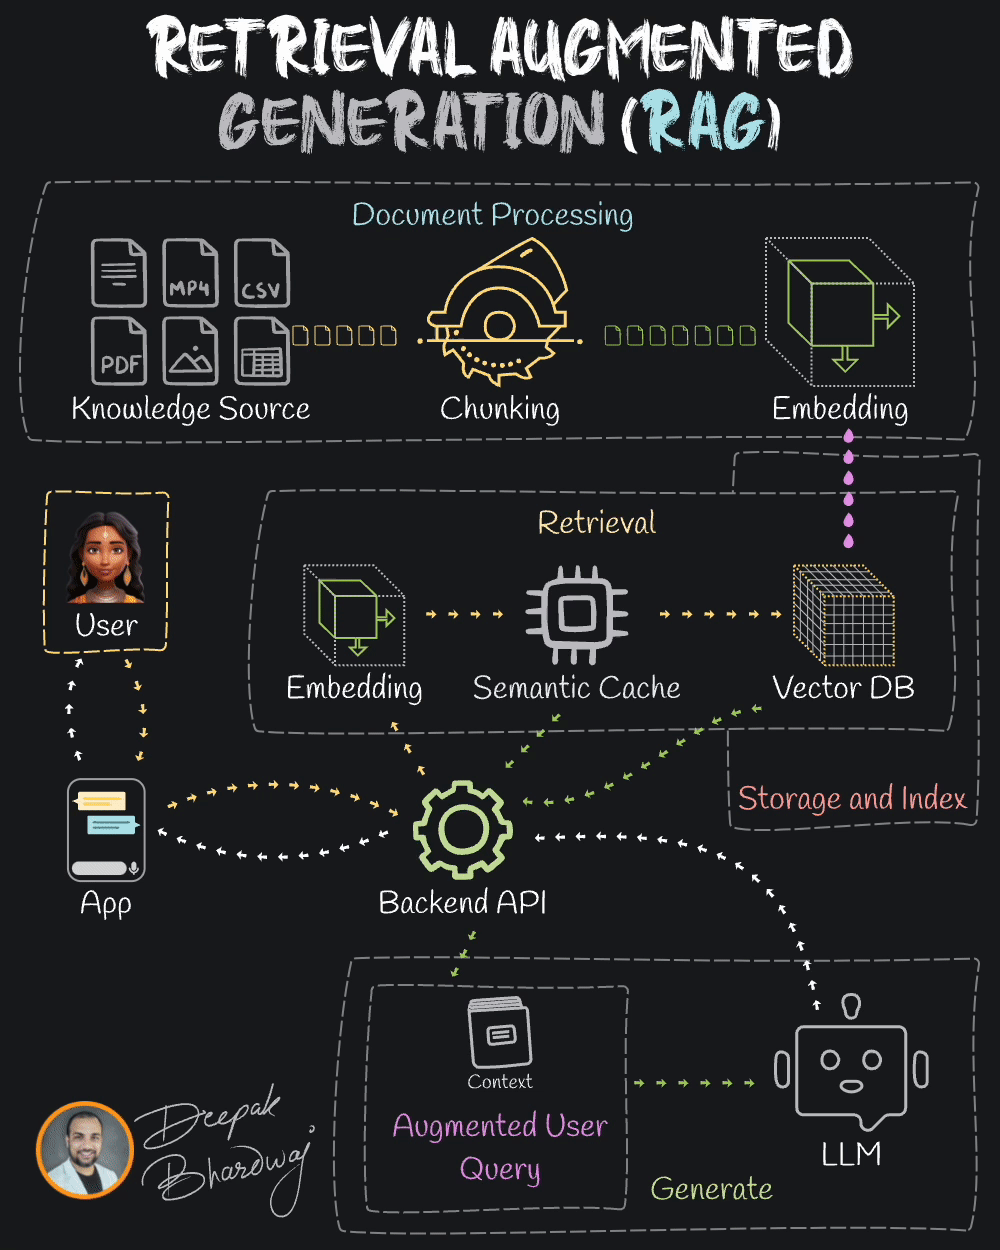 RETRIEVAL AUGMENTED
GENERATION (RAG)
Document Processing
MP4
CSV
PDF
Knowledge Source
Chunking
Embedding
Retrieval
User
Embedding
Semantic Cache
Vector DB
Storage and Index
App
Backend API
Context
Augmented User
Query
LLM
Generate
Deepak
Bhardwaj